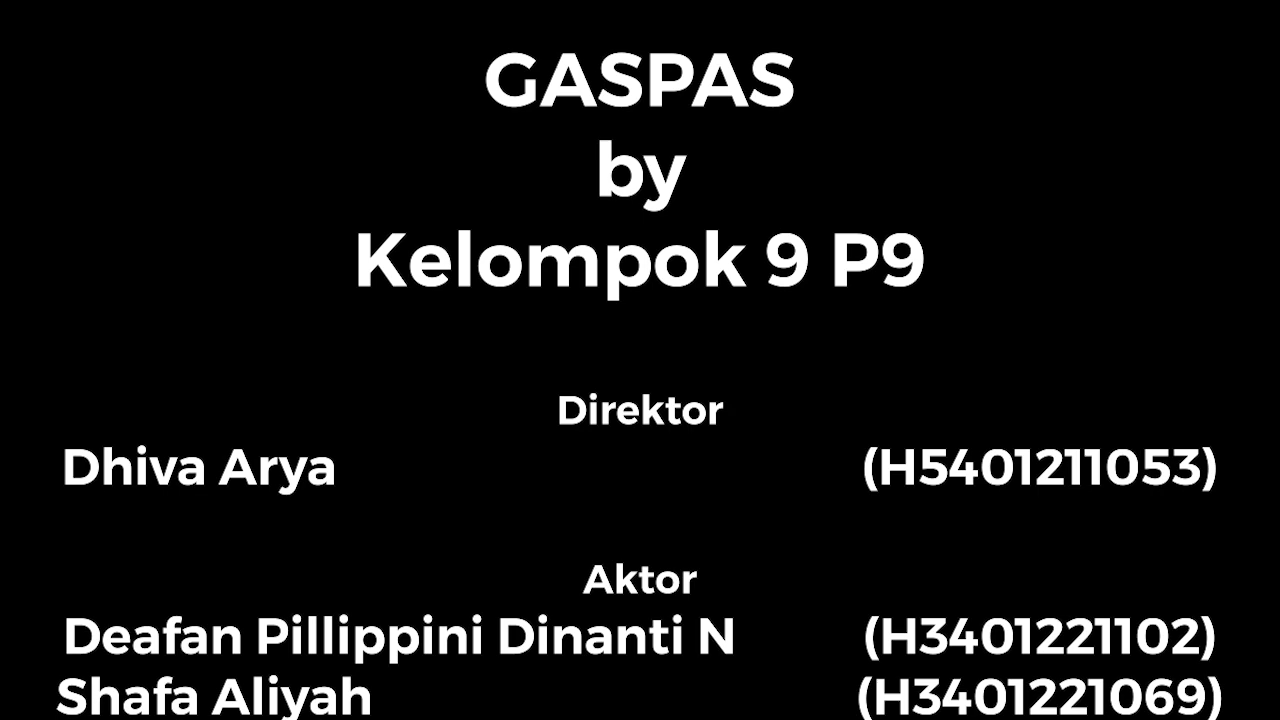 GASPAS
by
Kelompok 9 P9
Direktor
Dhiva Arya (H5401211053)
Aktor
Deafan Pillippini Dinanti N (H3401221102)
Shafa Aliyah (H3401221069)